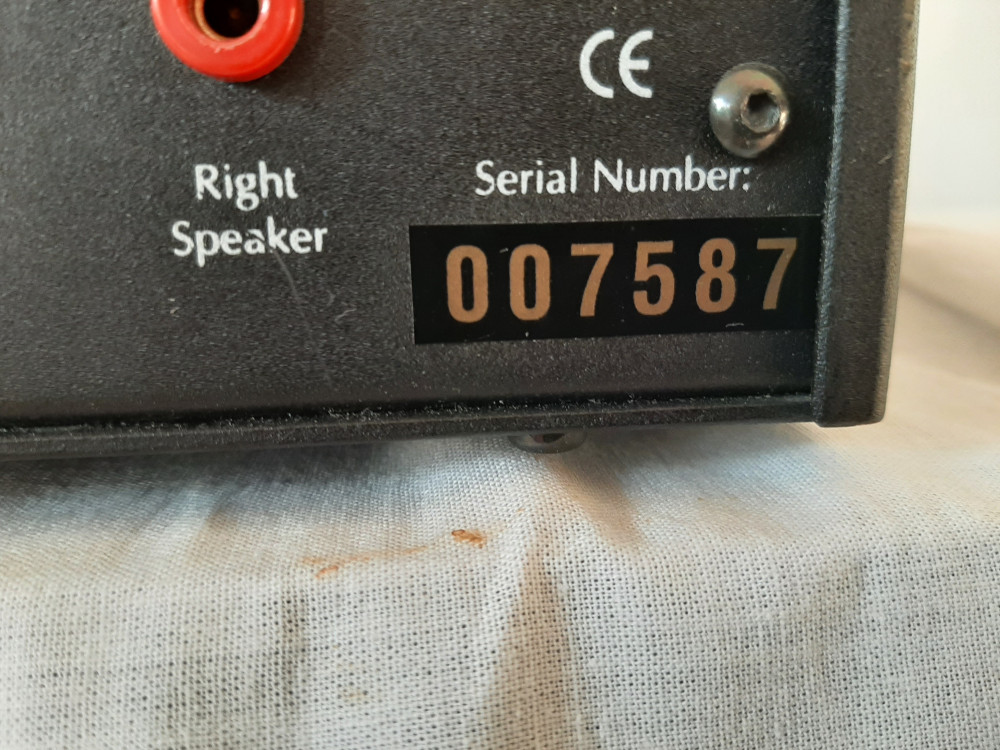 CE
Right
Speaker
Serial Number:
007587